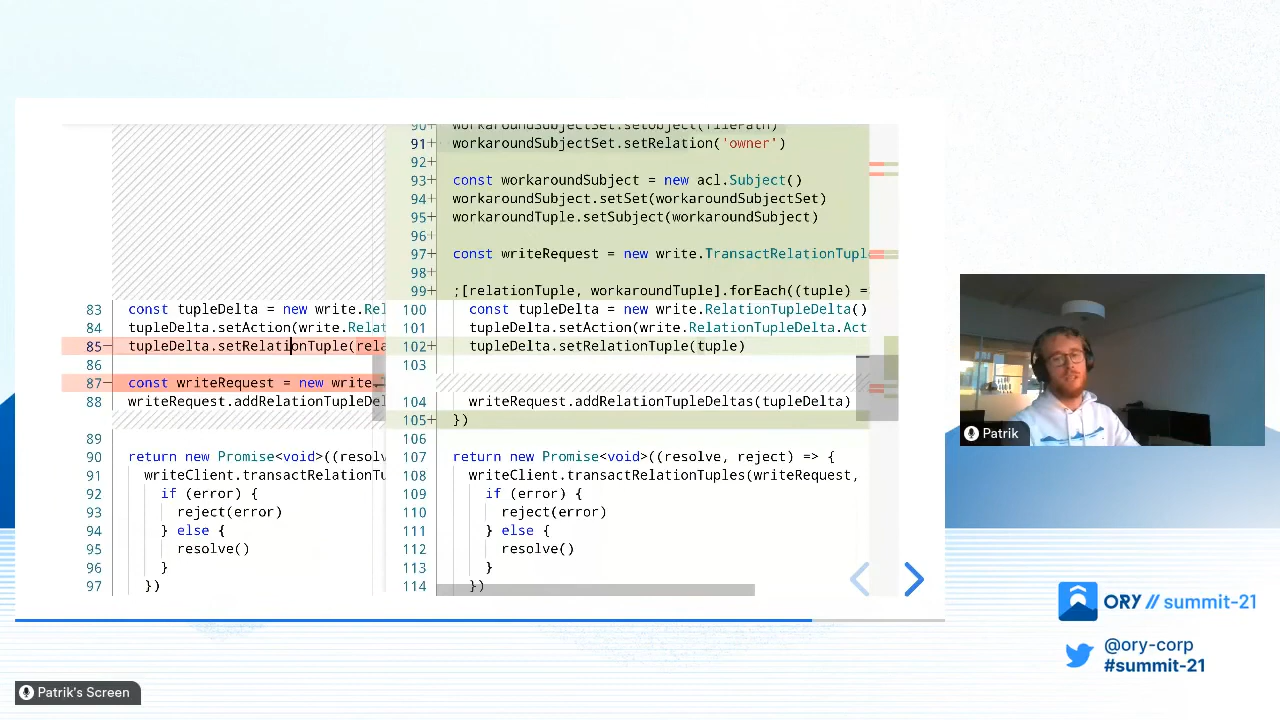 83 const tupleDelta = new write.Rel
84 tupleDelta.setAction(write.Relat
85− tupleDelta.setRelationTuple(rela
86
87− const writeRequest = new write.
88 writeRequest.addRelationTupleDel
89
90 return new Promise<void>((resolv
91 writeClient.transactRelationTu
92 if (error) {
93 reject(error)
94 } else {
95 resolve()
96 }
97 })
90+ workaroundSubjectSet.setObject(filePath)
91+ workaroundSubjectSet.setRelation('owner')
92+
93+ const workaroundSubject = new acl.Subject()
94+ workaroundSubject.setSet(workaroundSubjectSet)
95+ workaroundTuple.setSubject(workaroundSubject)
96+
97+ const writeRequest = new write.TransactRelationTupl
98+
99+ ;[relationTuple, workaroundTuple].forEach((tuple) =
100 const tupleDelta = new write.RelationTupleDelta()
101 tupleDelta.setAction(write.RelationTupleDelta.Act
102+ tupleDelta.setRelationTuple(tuple)
103
104 writeRequest.addRelationTupleDeltas(tupleDelta)
105+ })
106
107 return new Promise<void>((resolve, reject) => {
108 writeClient.transactRelationTuples(writeRequest,
109 if (error) {
110 reject(error)
111 } else {
112 resolve()
113 }
114 })
Patrik
ORY // summit-21
@ory-corp
#summit-21
Patrik's Screen